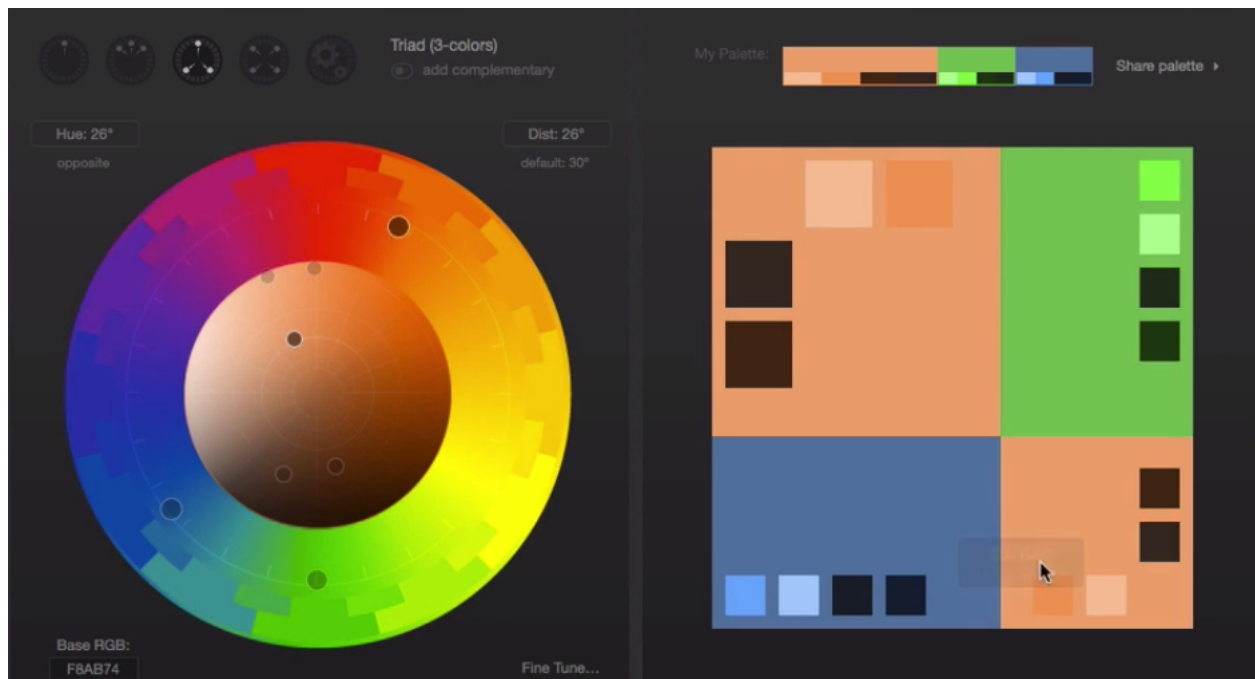 Triad (3-colors)
add complementary
My Palette:
Share palette
Hue: 26°
opposite
Dist: 26°
default: 30°
Base RGB:
F8AB74
Fine Tune...